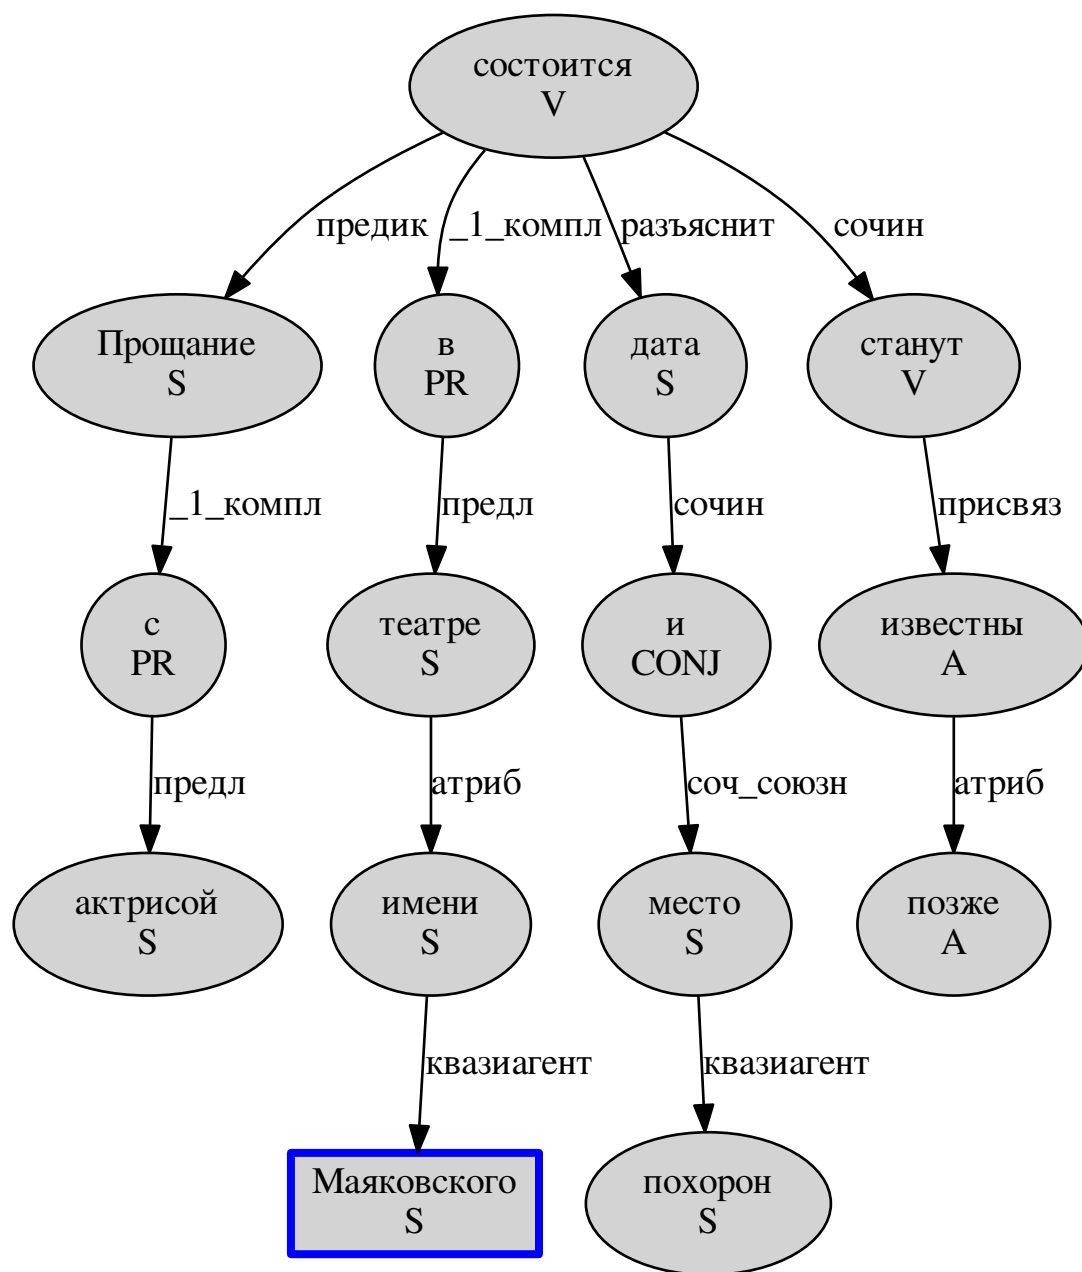 состоится
V
предик
_1_компл
разъяснит
сочин
Прощание
S
в
PR
дата
S
станут
V
_1_компл
предл
сочин
присвяз
с
PR
театре
S
и
CONJ
известны
A
предл
атриб
соч_союзн
атриб
актрисой
S
имени
S
место
S
позже
A
квазиагент
квазиагент
Маяковского
S
похорон
S